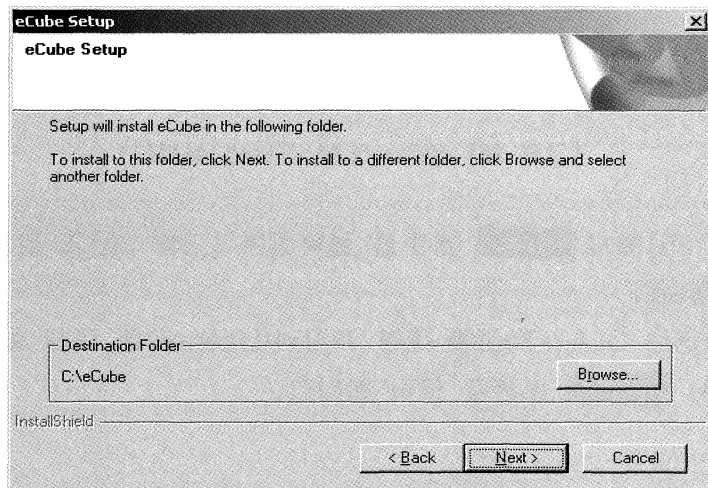 eCube Setup
eCube Setup
Setup will install eCube in the following folder.
To install to this folder, click Next. To install to a different folder, click Browse and select
another folder.
Destination Folder
C:\eCube
Browse...
InstallShield
< Back
Next >
Cancel